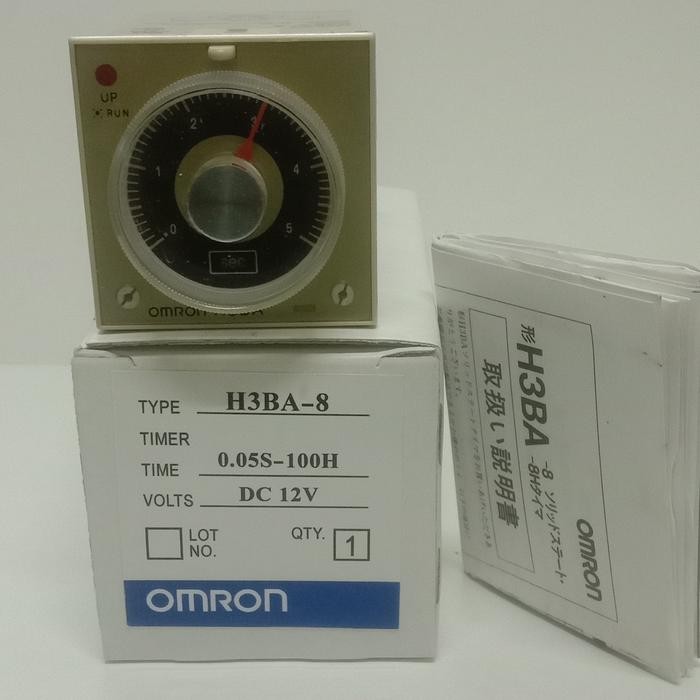 UP
RUN
0
1
2
3
4
5
sec
OMRON H3BA
TYPE H3BA-8
TIMER
TIME 0.05S-100H
VOLTS DC 12V
LOT NO.
QTY. 1
OMRON
形H3BA
-8 ソリッドステート
-8Hタイマ
取扱い説明書
OMRON